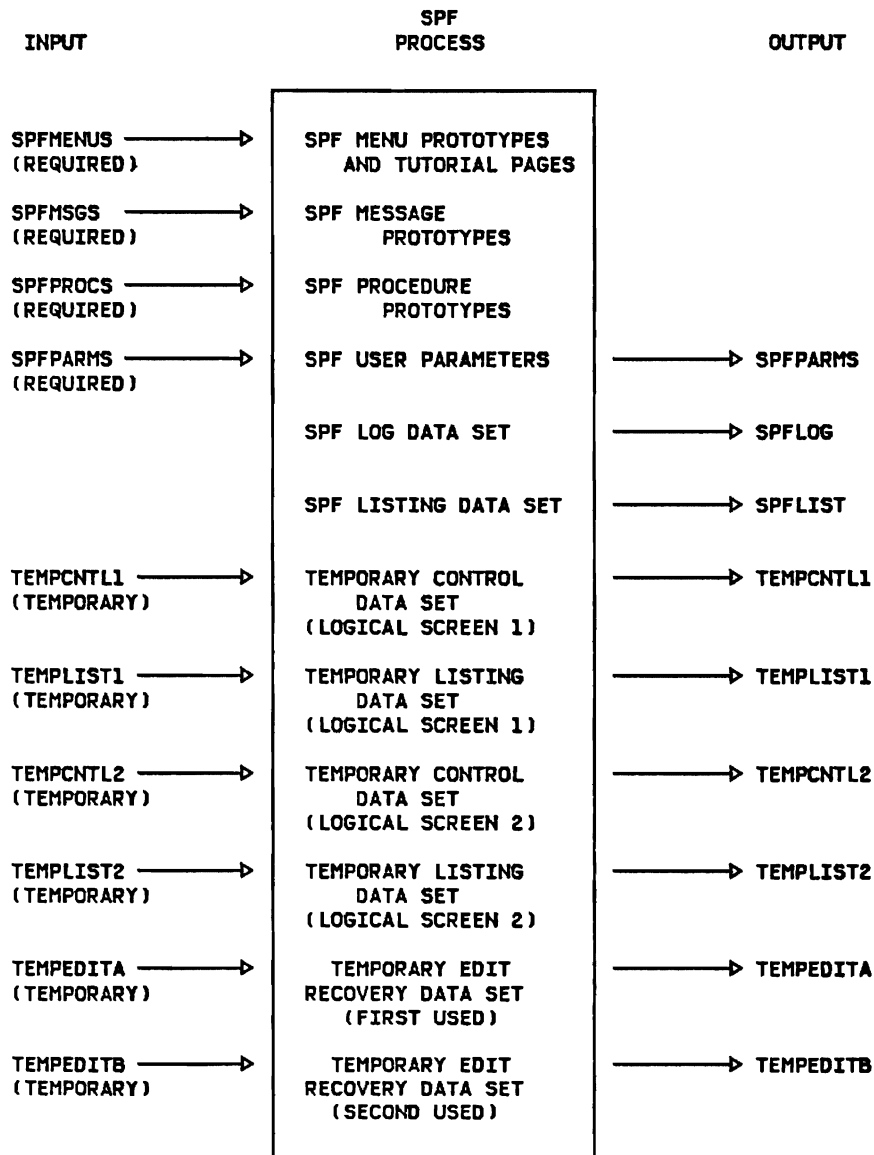 SPF
INPUT PROCESS OUTPUT
SPFMENUS SPF MENU PROTOTYPES
(REQUIRED) AND TUTORIAL PAGES
SPFMSGS SPF MESSAGE
(REQUIRED) PROTOTYPES
SPFPROCS SPF PROCEDURE
(REQUIRED) PROTOTYPES
SPFPARMS SPF USER PARAMETERS SPFPARMS
(REQUIRED)
SPF LOG DATA SET SPFLOG
SPF LISTING DATA SET SPFLIST
TEMPCNTL1 TEMPORARY CONTROL TEMPCNTL1
(TEMPORARY) DATA SET
(LOGICAL SCREEN 1)
TEMPLIST1 TEMPORARY LISTING TEMPLIST1
(TEMPORARY) DATA SET
(LOGICAL SCREEN 1)
TEMPCNTL2 TEMPORARY CONTROL TEMPCNTL2
(TEMPORARY) DATA SET
(LOGICAL SCREEN 2)
TEMPLIST2 TEMPORARY LISTING TEMPLIST2
(TEMPORARY) DATA SET
(LOGICAL SCREEN 2)
TEMPEDITA TEMPORARY EDIT TEMPEDITA
(TEMPORARY) RECOVERY DATA SET
(FIRST USED)
TEMPEDITB TEMPORARY EDIT TEMPEDITB
(TEMPORARY) RECOVERY DATA SET
(SECOND USED)